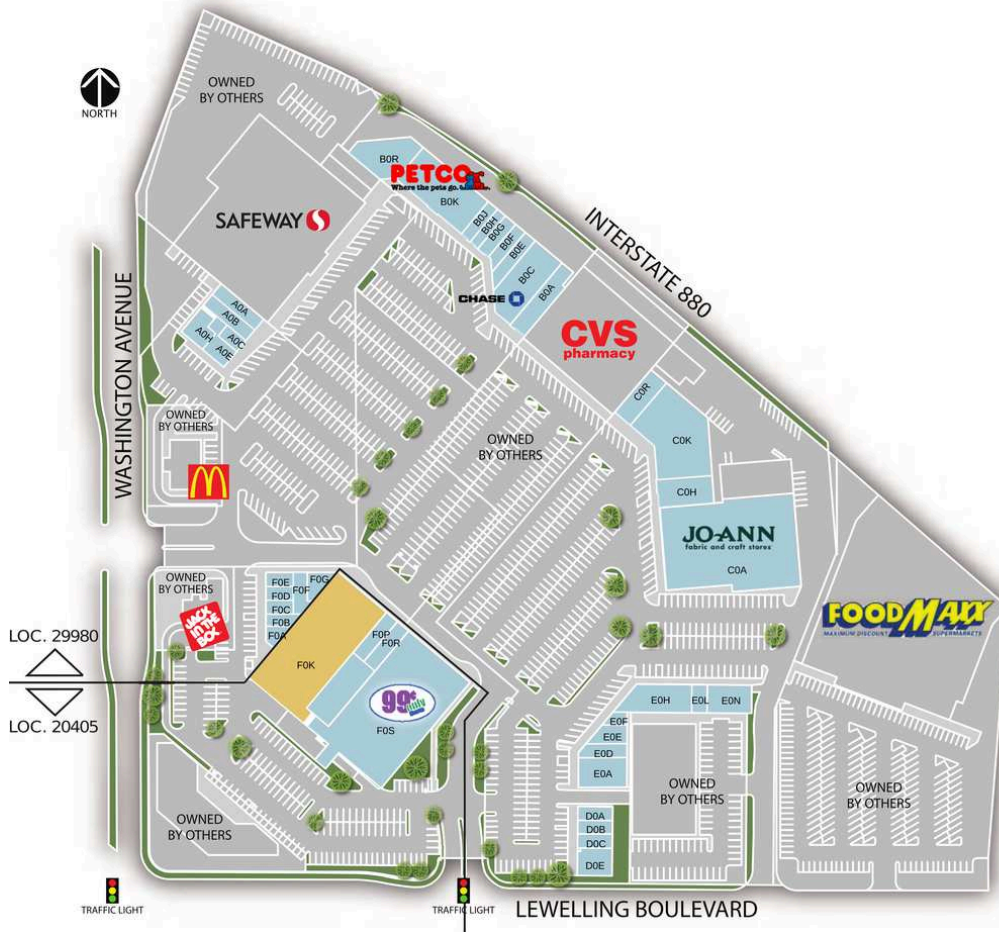 OWNED
BY OTHERS
NORTH
SAFEWAY
B0R
PETCO
Where the pets go.
B0K
B0J
B0H
B0G
B0F
B0E
B0C
B0A
CHASE
INTERSTATE 880
CVS
pharmacy
WASHINGTON AVENUE
A0A
A0B
A0C
A0H
A0E
C0R
C0K
C0H
JO-ANN
fabric and craft stores
C0A
OWNED
BY OTHERS
OWNED
BY OTHERS
OWNED
BY OTHERS
JACK
IN THE
BOX
F0E
F0D
F0C
F0B
F0A
F0F
F0G
F0P
F0R
F0K
99¢
only
F0S
FOODMAXX
MAXIMUM DISCOUNT SUPERMARKETS
LOC. 29980
LOC. 20405
E0H
E0L
E0N
E0F
E0E
E0D
E0A
OWNED
BY OTHERS
OWNED
BY OTHERS
OWNED
BY OTHERS
D0A
D0B
D0C
D0E
TRAFFIC LIGHT
TRAFFIC LIGHT
LEWELLING BOULEVARD